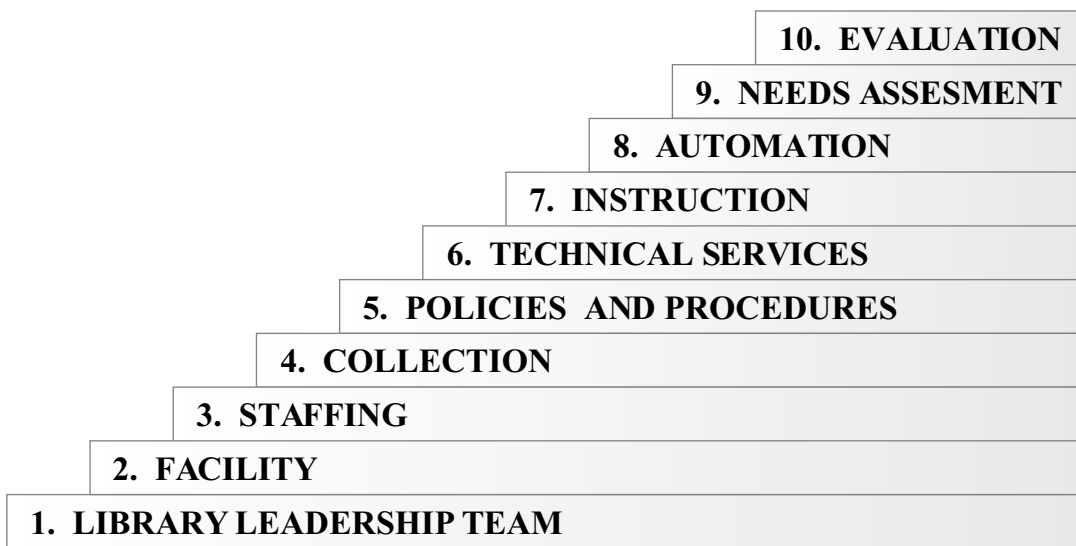 10. EVALUATION
9. NEEDS ASSESMENT
8. AUTOMATION
7. INSTRUCTION
6. TECHNICAL SERVICES
5. POLICIES AND PROCEDURES
4. COLLECTION
3. STAFFING
2. FACILITY
1. LIBRARY LEADERSHIP TEAM